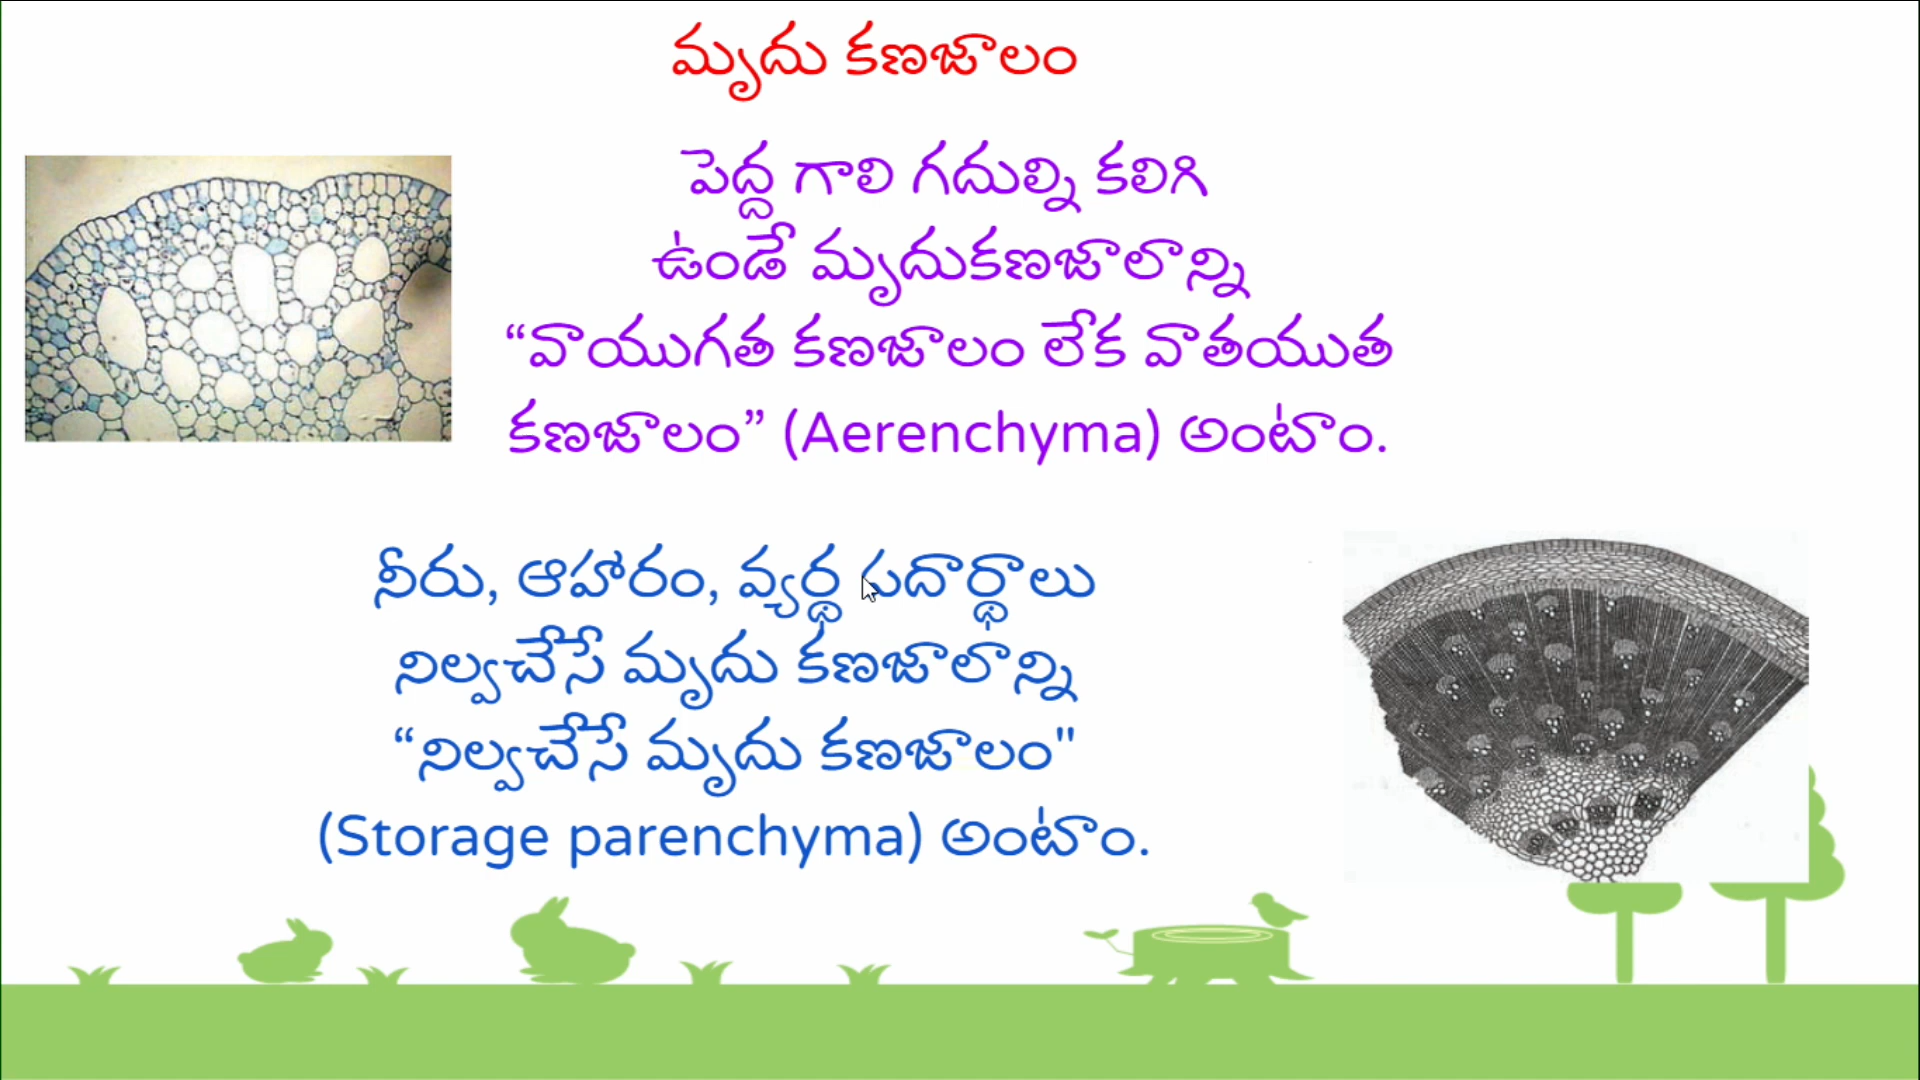 మృదు కణజాలం
పెద్ద గాలి గదుల్ని కలిగి
ఉండే మృదుకణజాలాన్ని
“వాయుగత కణజాలం లేక వాతయుత
కణజాలం” (Aerenchyma) అంటాం.
నీరు, ఆహారం, వ్యర్థ పదార్థాలు
నిల్వచేసే మృదు కణజాలాన్ని
“నిల్వచేసే మృదు కణజాలం"
(Storage parenchyma) అంటాం.